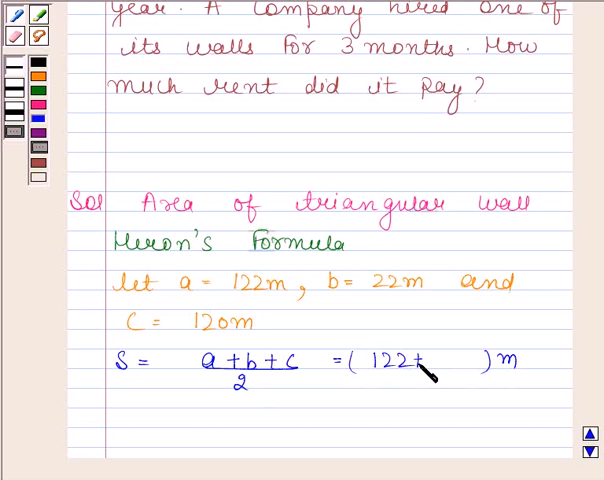 year. A company hired one of
its walls for 3 months. How
much rent did it pay?
Sol Area of triangular wall
Heron's Formula
let a = 122m, b = 22m and
C = 120m
S = a + b + c / 2 = ( 122+ ) m